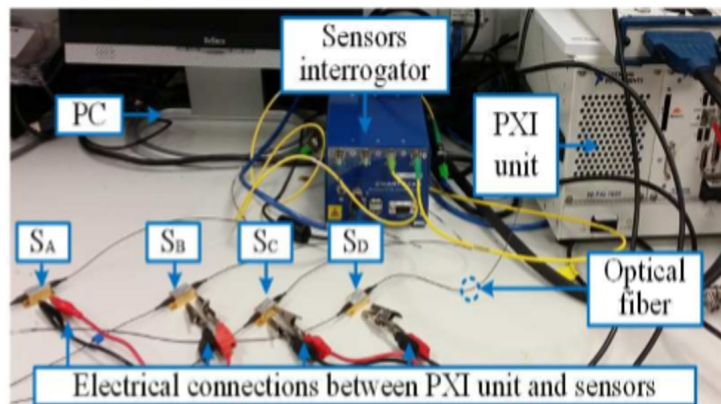 Sensors
interrogator
PC
PXI
unit
SA
SB
SC
SD
Optical
fiber
Electrical connections between PXI unit and sensors